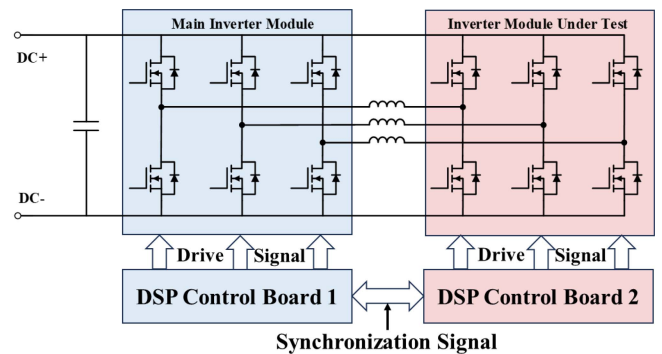 Main Inverter Module
Inverter Module Under Test
DC+
DC-
Drive Signal
Drive Signal
DSP Control Board 1
DSP Control Board 2
Synchronization Signal